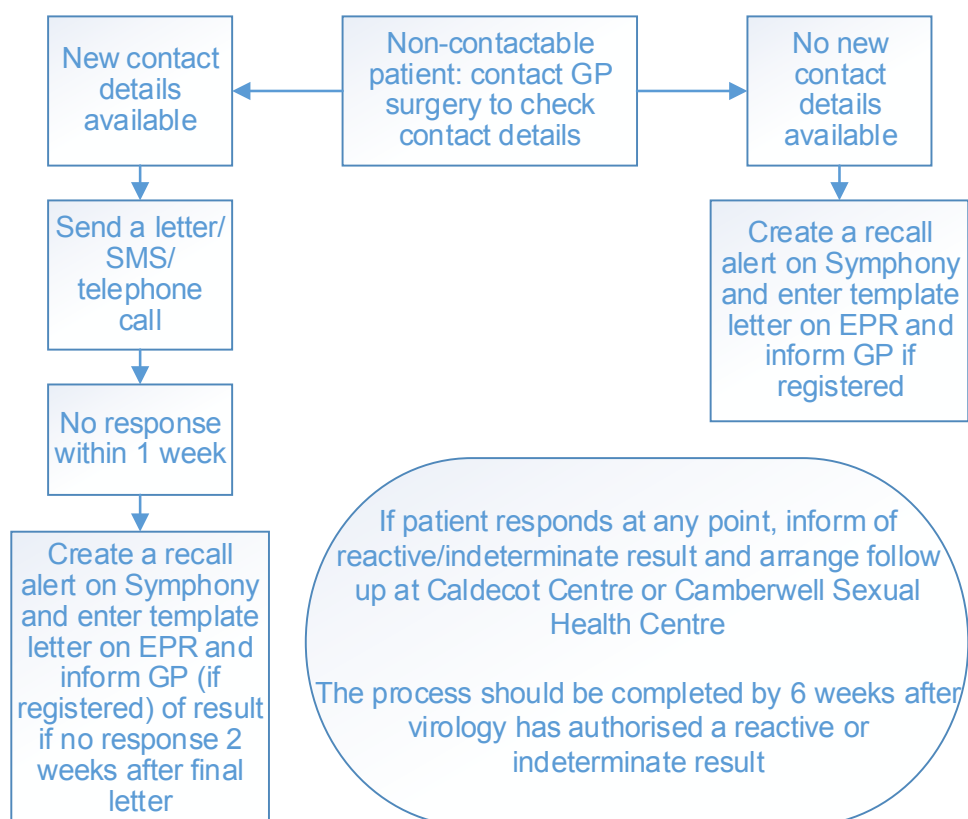 New contact
details
available
Non-contactable
patient: contact GP
surgery to check
contact details
No new
contact
details
available
Send a letter/
SMS/
telephone
call
Create a recall
alert on Symphony
and enter template
letter on EPR and
inform GP if
registered
No response
within 1 week
Create a recall
alert on Symphony
and enter template
letter on EPR and
inform GP (if
registered) of result
if no response 2
weeks after final
letter
If patient responds at any point, inform of
reactive/indeterminate result and arrange follow
up at Caldecot Centre or Camberwell Sexual
Health Centre
The process should be completed by 6 weeks after
virology has authorised a reactive or
indeterminate result